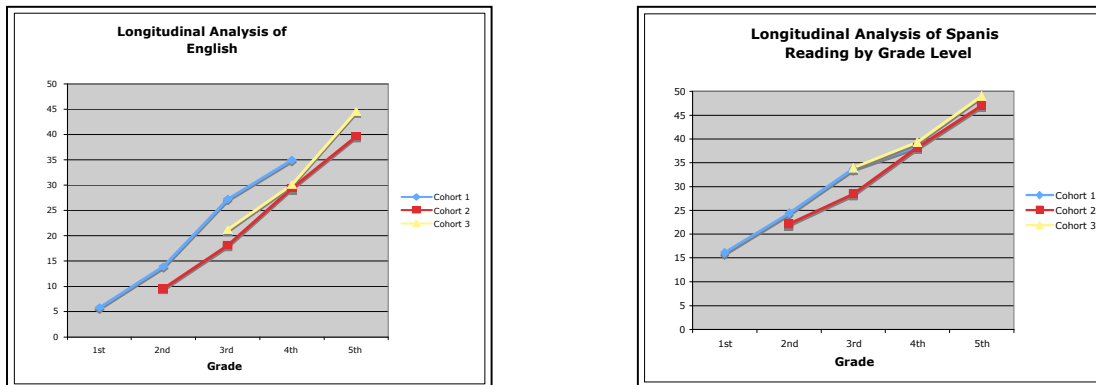 Longitudinal Analysis of
English
50
45
40
35
30
25
20
15
10
5
0
1st 2nd 3rd 4th 5th
Grade
Cohort 1
Cohort 2
Cohort 3
Longitudinal Analysis of Spanis
Reading by Grade Level
50
45
40
35
30
25
20
15
10
5
0
1st 2nd 3rd 4th 5th
Grade
Cohort 1
Cohort 2
Cohort 3